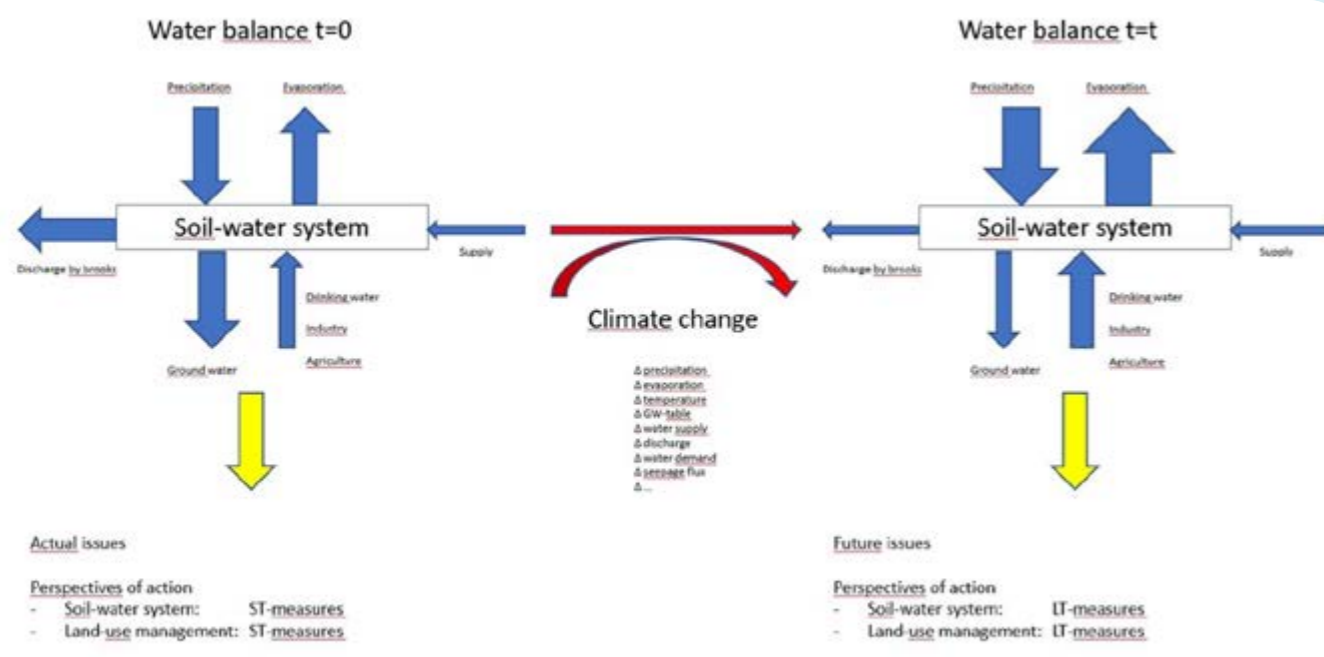 Water balance t=0
Precipitation
Evaporation
Soil-water system
Supply
Discharge by brooks
Drinking water
Industry
Agriculture
Ground water
Climate change
Δ precipitation
Δ evaporation
Δ temperature
Δ GW-table
Δ water supply
Δ discharge
Δ water demand
Δ seepage flux
Δ ...
Water balance t=t
Precipitation
Evaporation
Soil-water system
Supply
Discharge by brooks
Drinking water
Industry
Agriculture
Ground water
Actual issues
Perspectives of action
- Soil-water system: ST-measures
- Land-use management: ST-measures
Future issues
Perspectives of action
- Soil-water system: LT-measures
- Land-use management: LT-measures